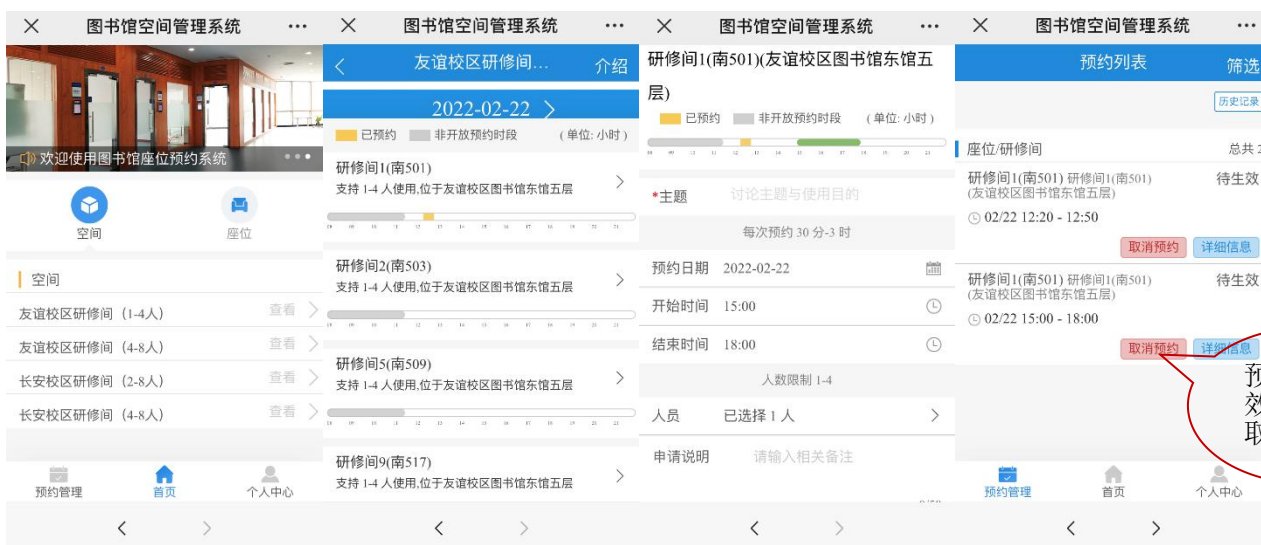 图书馆空间管理系统
欢迎使用图书馆座位预约系统
空间
座位
空间
友谊校区研修间（1-4人）
查看
友谊校区研修间（4-8人）
查看
长安校区研修间（2-8人）
查看
长安校区研修间（4-8人）
查看
预约管理
首页
个人中心
图书馆空间管理系统
友谊校区研修间...
介绍
2022-02-22
已预约
非开放预约时段
（单位: 小时）
研修间1(南501)
支持 1-4 人使用,位于友谊校区图书馆东馆五层
研修间2(南503)
支持 1-4 人使用,位于友谊校区图书馆东馆五层
研修间5(南509)
支持 1-4 人使用,位于友谊校区图书馆东馆五层
研修间9(南517)
支持 1-4 人使用,位于友谊校区图书馆东馆五层
图书馆空间管理系统
研修间1(南501)(友谊校区图书馆东馆五
层)
已预约
非开放预约时段
（单位: 小时）
*主题
讨论主题与使用目的
每次预约 30 分-3 时
预约日期
2022-02-22
开始时间
15:00
结束时间
18:00
人数限制 1-4
人员
已选择 1 人
申请说明
请输入相关备注
图书馆空间管理系统
预约列表
筛选
历史记录
座位/研修间
总共 2
研修间1(南501) 研修间1(南501)
(友谊校区图书馆东馆五层)
待生效
02/22 12:20 - 12:50
取消预约
详细信息
研修间1(南501) 研修间1(南501)
(友谊校区图书馆东馆五层)
待生效
02/22 15:00 - 18:00
取消预约
详细信息
预
效
取
预约管理
首页
个人中心